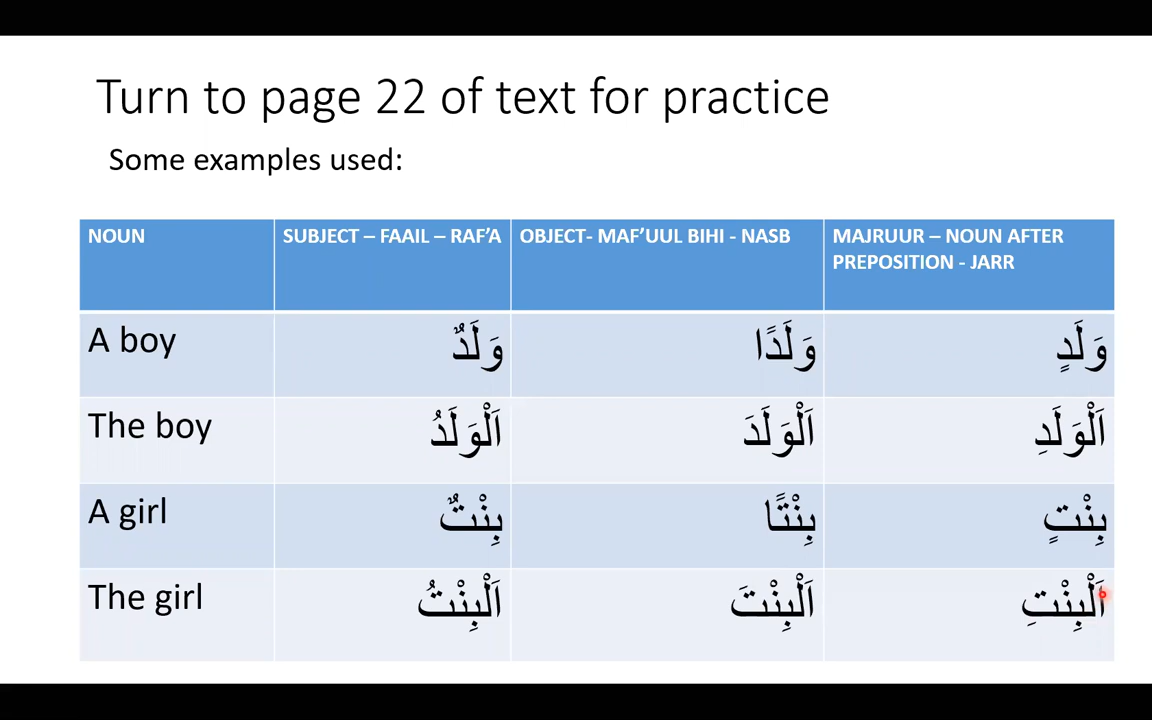 Turn to page 22 of text for practice
Some examples used:
NOUN
SUBJECT – FAAIL – RAF’A
OBJECT- MAF’UUL BIHI - NASB
MAJRUUR – NOUN AFTER
PREPOSITION - JARR
A boy
وَلَدٌ
وَلَدًا
وَلَدٍ
The boy
اَلْوَلَدُ
اَلْوَلَدَ
اَلْوَلَدِ
A girl
بِنْتٌ
بِنْتًا
بِنْتٍ
The girl
اَلْبِنْتُ
اَلْبِنْتَ
اَلْبِنْتِ